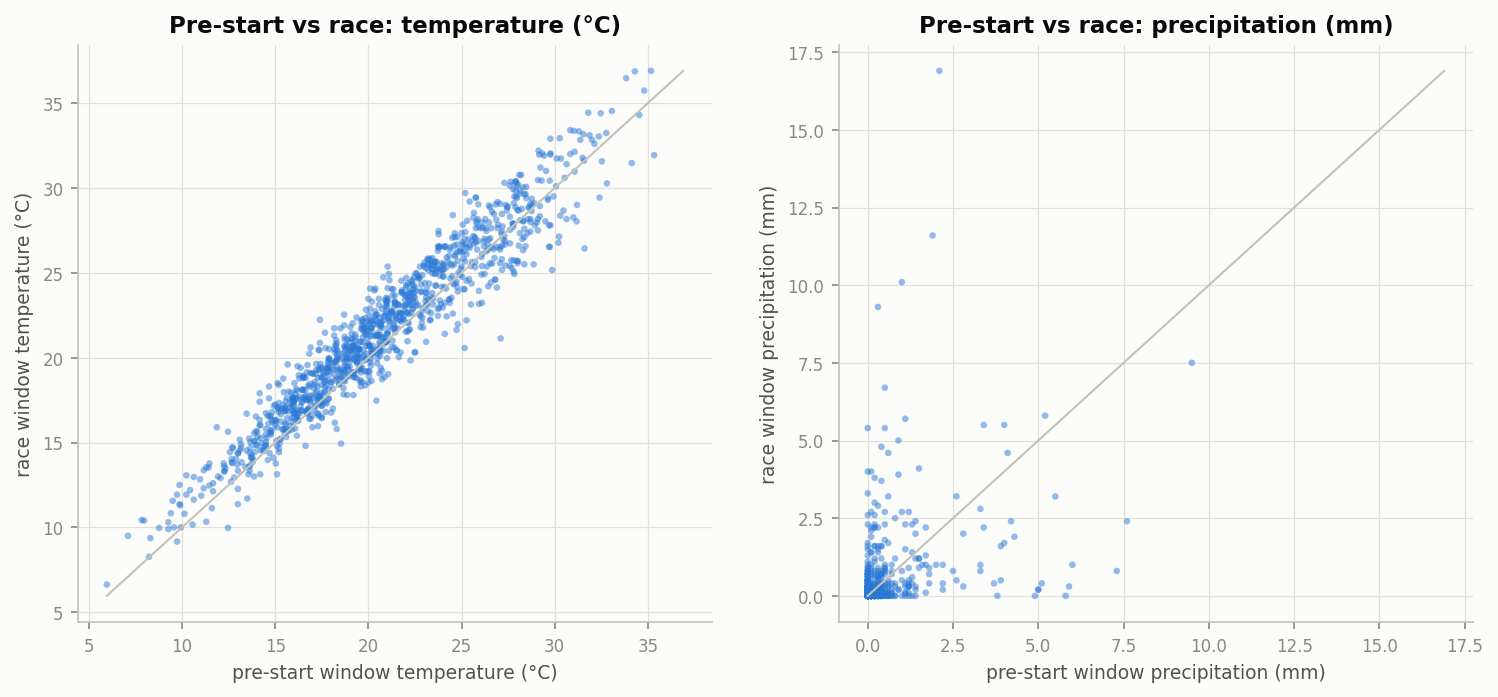 Pre-start vs race: temperature (°C)
race window temperature (°C)
35
30
25
20
15
10
5
5 10 15 20 25 30 35
pre-start window temperature (°C)
Pre-start vs race: precipitation (mm)
race window precipitation (mm)
17.5
15.0
12.5
10.0
7.5
5.0
2.5
0.0
0.0 2.5 5.0 7.5 10.0 12.5 15.0 17.5
pre-start window precipitation (mm)